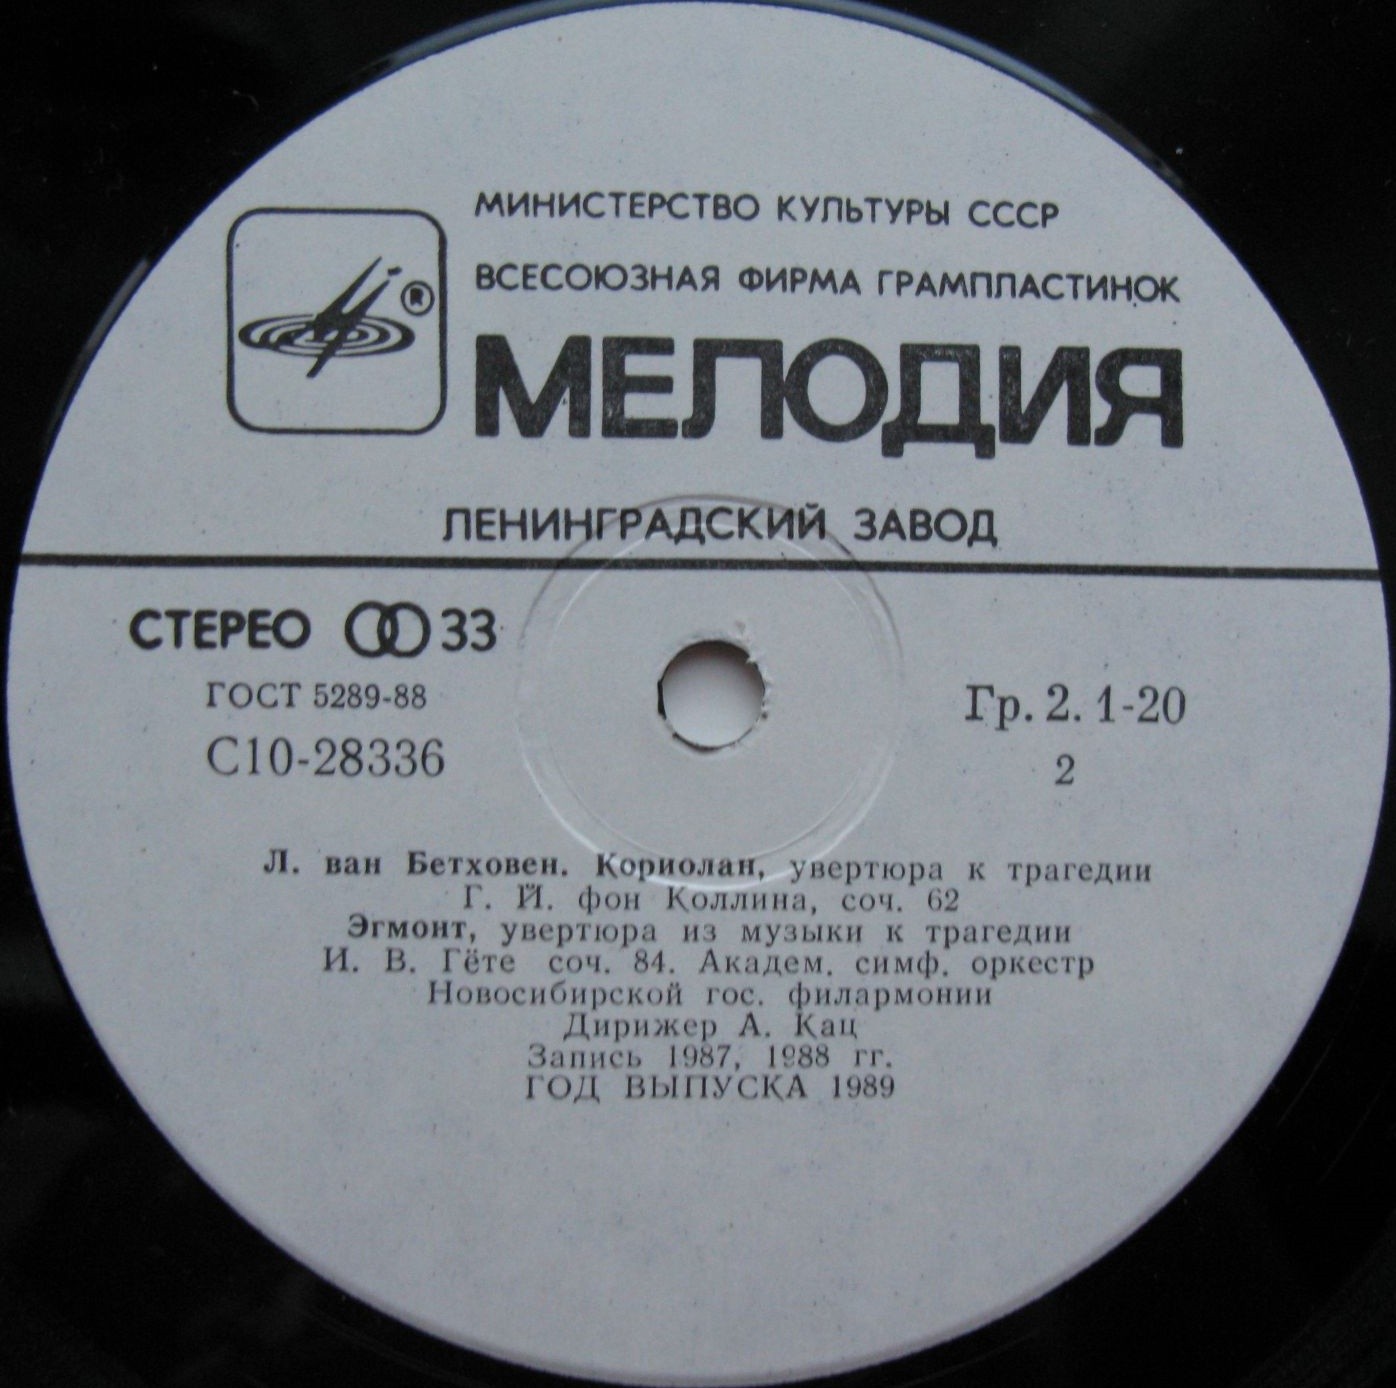 МИНИСТЕРСТВО КУЛЬТУРЫ СССР
ВСЕСОЮЗНАЯ ФИРМА ГРАМПЛАСТИНОК
®
МЕЛОДИЯ
ЛЕНИНГРАДСКИЙ ЗАВОД
СТЕРЕО 33
ГОСТ 5289-88
С10-28336
Гр. 2. 1-20
2
Л. ван Бетховен. Кориолан, увертюра к трагедии
Г. Й. фон Коллина, соч. 62
Эгмонт, увертюра из музыки к трагедии
И. В. Гёте соч. 84. Академ. симф. оркестр
Новосибирской гос. филармонии
Дирижер А. Кац
Запись 1987, 1988 гг.
ГОД ВЫПУСКА 1989